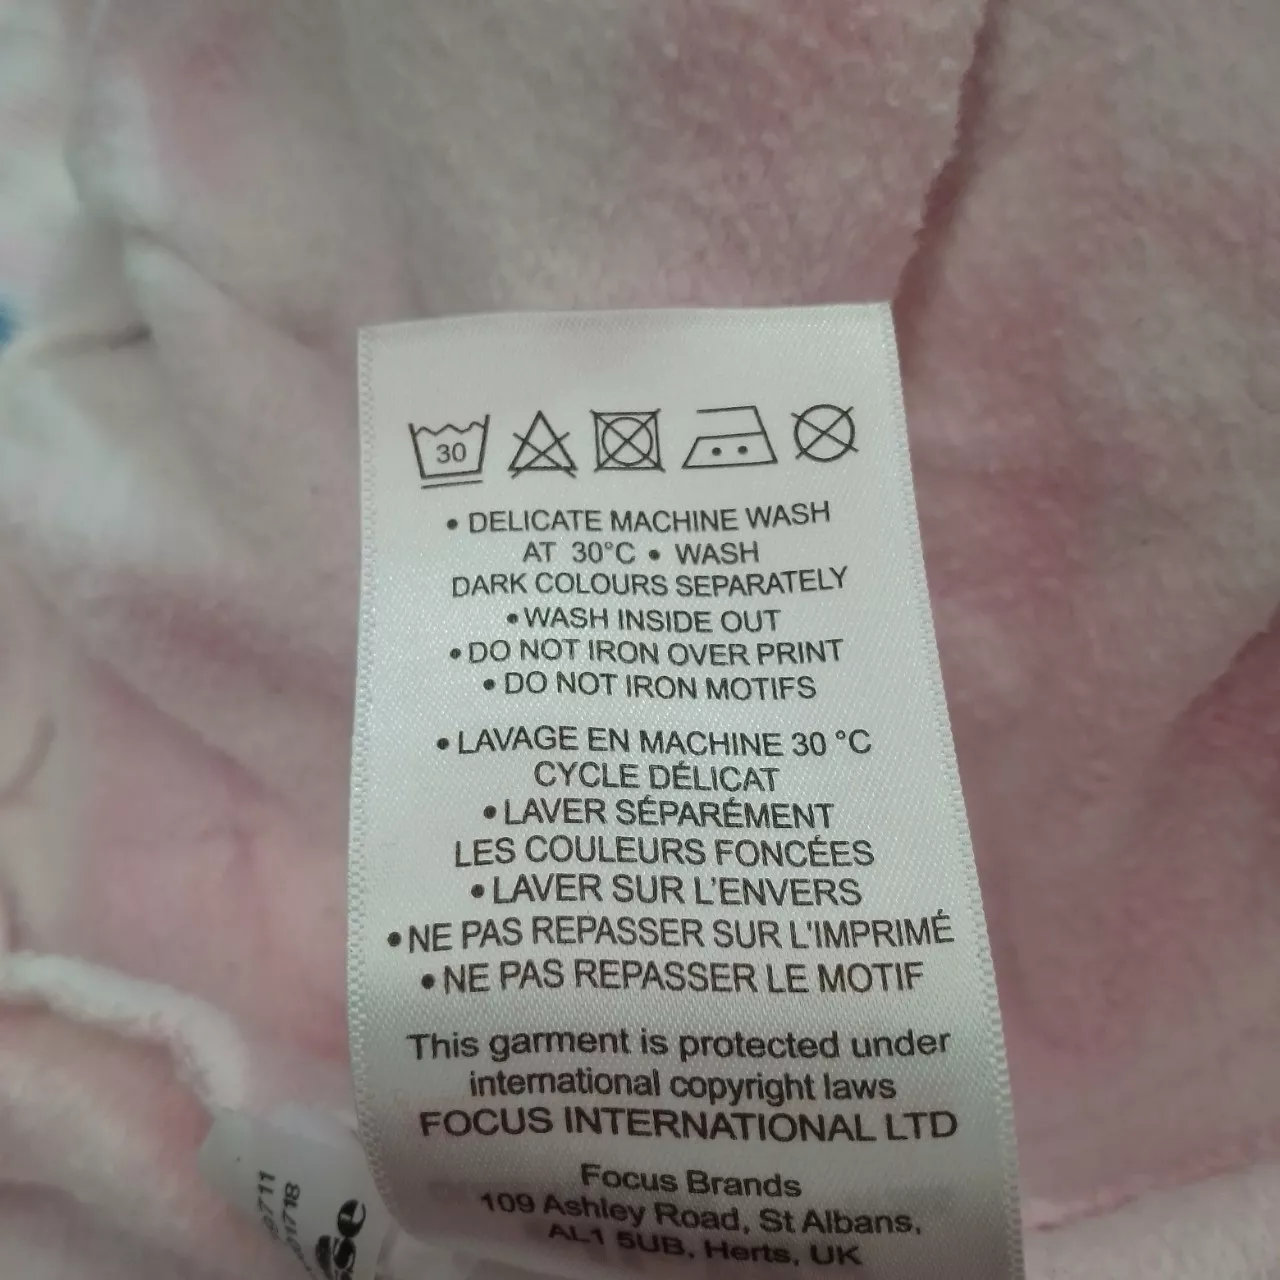 30
• DELICATE MACHINE WASH
AT 30°C • WASH
DARK COLOURS SEPARATELY
• WASH INSIDE OUT
• DO NOT IRON OVER PRINT
• DO NOT IRON MOTIFS
• LAVAGE EN MACHINE 30 °C
CYCLE DÉLICAT
• LAVER SÉPARÉMENT
LES COULEURS FONCÉES
• LAVER SUR L'ENVERS
• NE PAS REPASSER SUR L'IMPRIMÉ
• NE PAS REPASSER LE MOTIF
This garment is protected under
international copyright laws
FOCUS INTERNATIONAL LTD
Focus Brands
109 Ashley Road, St Albans,
AL1 5UB, Herts, UK